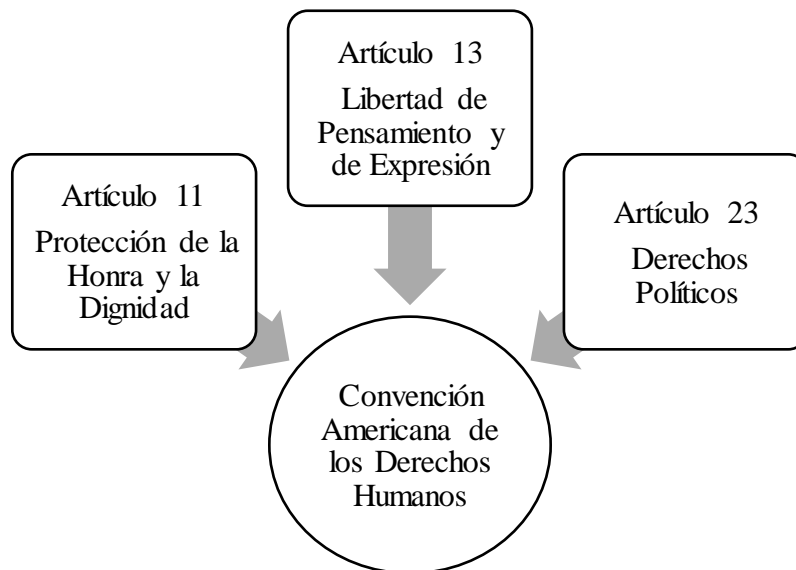 Artículo 13
Libertad de
Pensamiento y
de Expresión
Artículo 11
Protección de la
Honra y la
Dignidad
Artículo 23
Derechos
Políticos
Convención
Americana de
los Derechos
Humanos